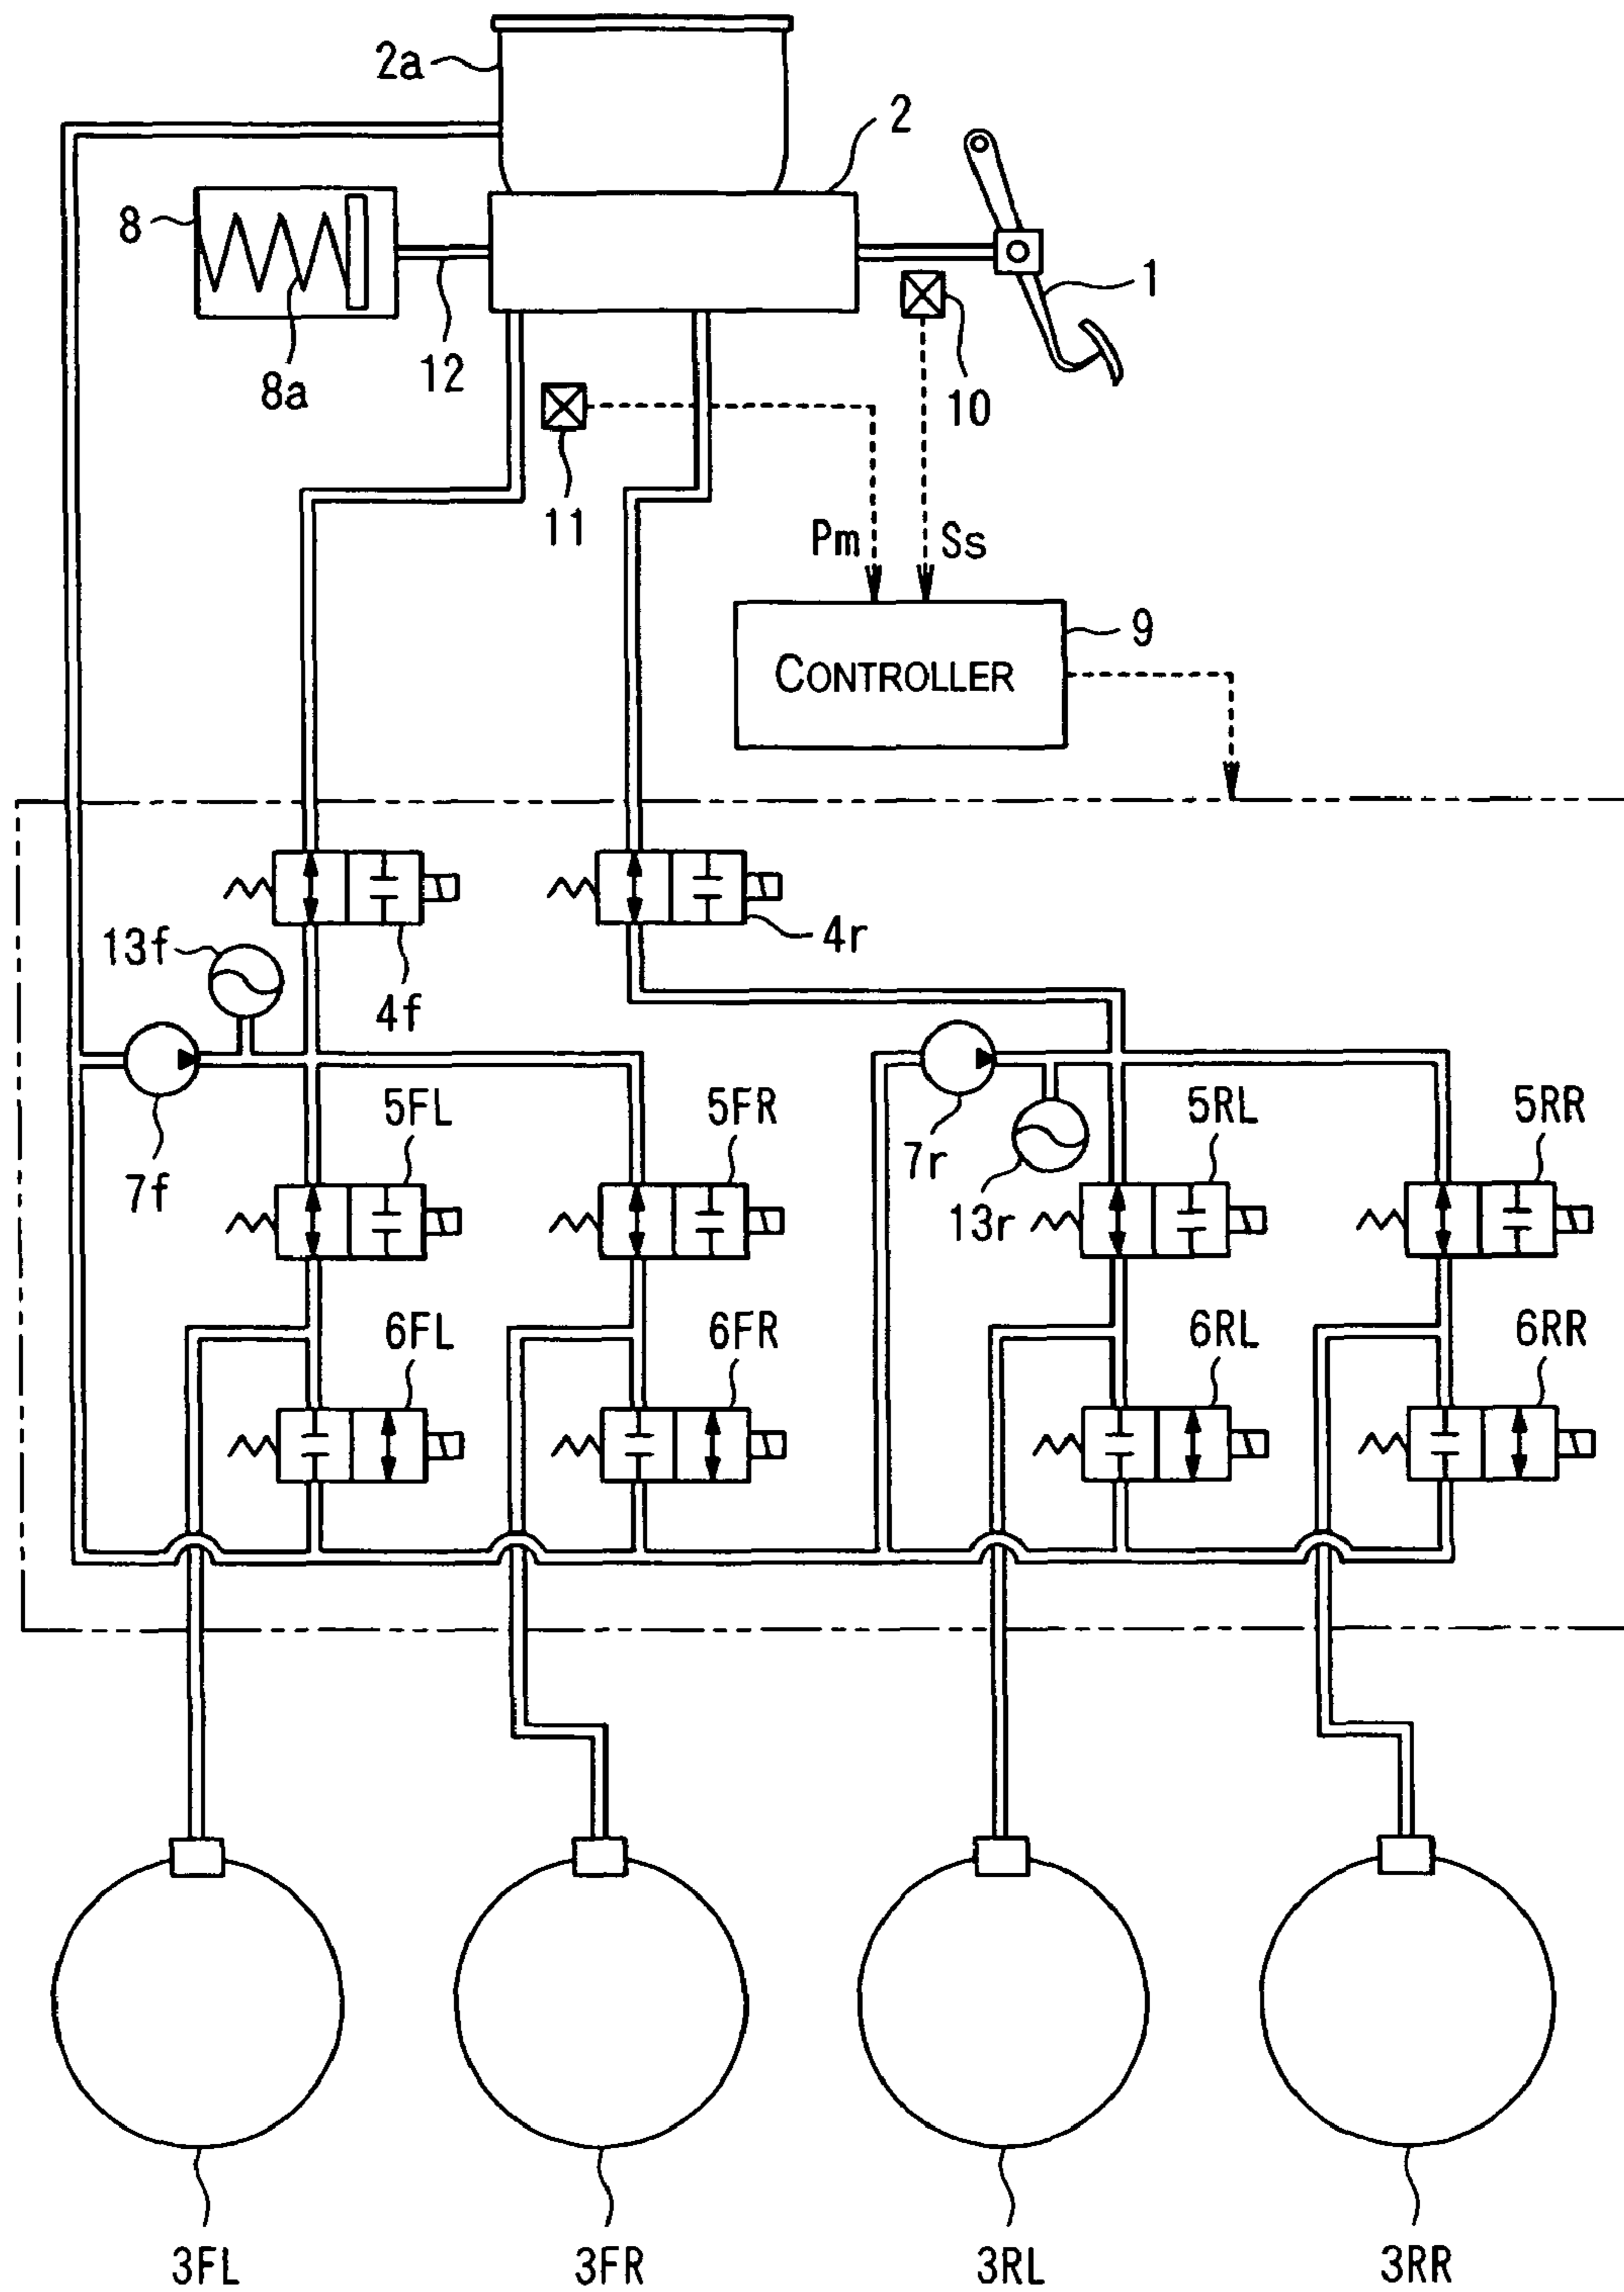 2a
2
8
1
8a
12
10
11
Pm
Ss
9
CONTROLLER
13f
4f
4r
7f
5FL
5FR
7r
13r
5RL
5RR
6FL
6FR
6RL
6RR
3FL
3FR
3RL
3RR